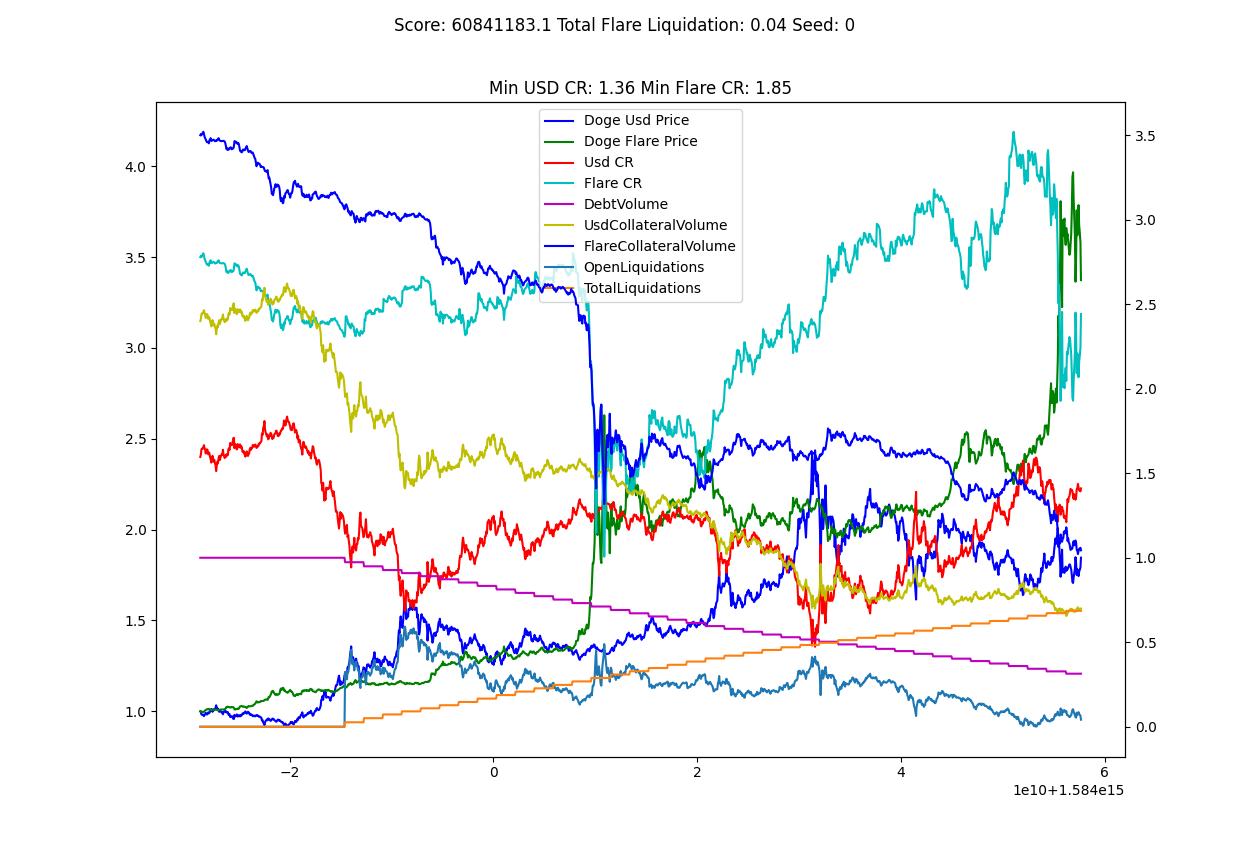 Score: 60841183.1 Total Flare Liquidation: 0.04 Seed: 0
Min USD CR: 1.36 Min Flare CR: 1.85
Doge Usd Price
Doge Flare Price
Usd CR
Flare CR
DebtVolume
UsdCollateralVolume
FlareCollateralVolume
OpenLiquidations
TotalLiquidations
4.0
3.5
3.0
2.5
2.0
1.5
1.0
3.5
3.0
2.5
2.0
1.5
1.0
0.5
0.0
−2
0
2
4
6
1e10+1.584e15